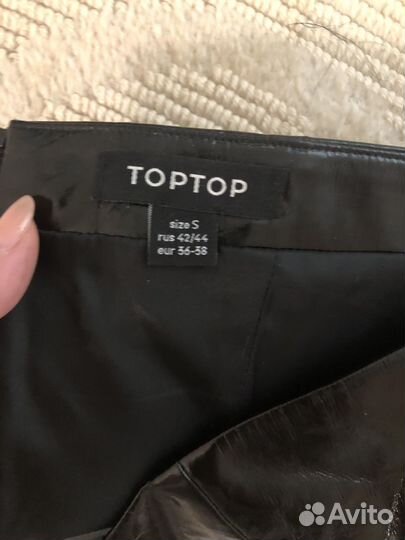 TOPTOP
size S
rus 42/44
eur 36-38
Avito